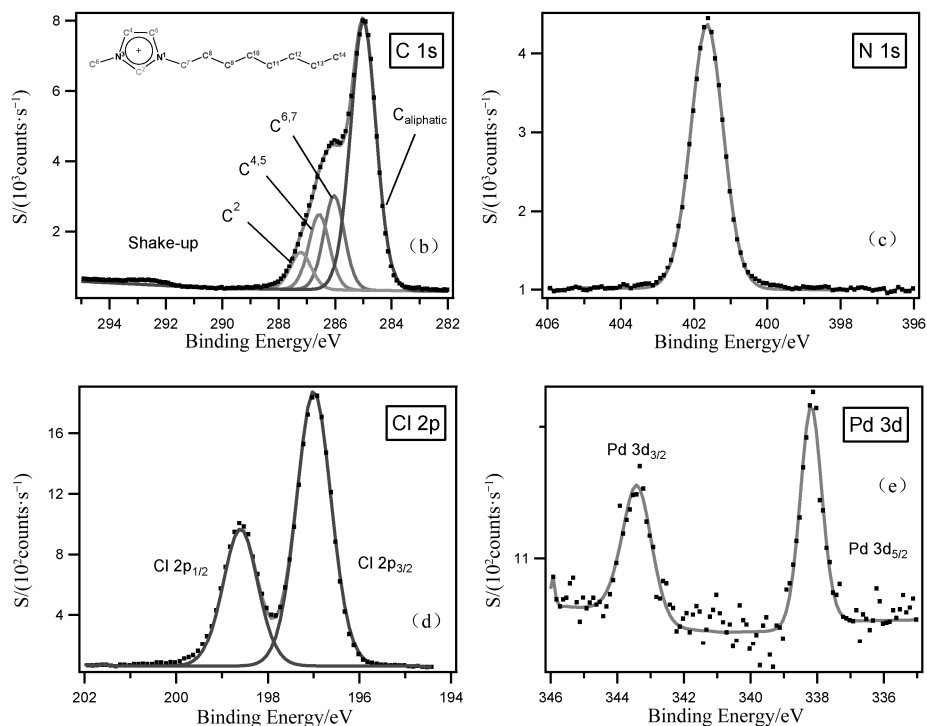 C 1s
C⁴ C⁵
C⁶ N³ + N¹ C⁸ C¹⁰ C¹² C¹⁴
C² C⁷ C⁹ C¹¹ C¹³
C^6,7
C_aliphatic
C^4,5
C²
Shake-up
(b)
S/(10³counts·s⁻¹)
8
6
4
2
294 292 290 288 286 284 282
Binding Energy/eV
N 1s
(c)
S/(10³counts·s⁻¹)
4
3
2
1
406 404 402 400 398 396
Binding Energy/eV
Cl 2p
Cl 2p₁/₂
Cl 2p₃/₂
(d)
S/(10²counts·s⁻¹)
16
12
8
4
202 200 198 196 194
Binding Energy/eV
Pd 3d
Pd 3d₃/₂
(e)
Pd 3d₅/₂
S/(10²counts·s⁻¹)
11
346 344 342 340 338 336
Binding Energy/eV